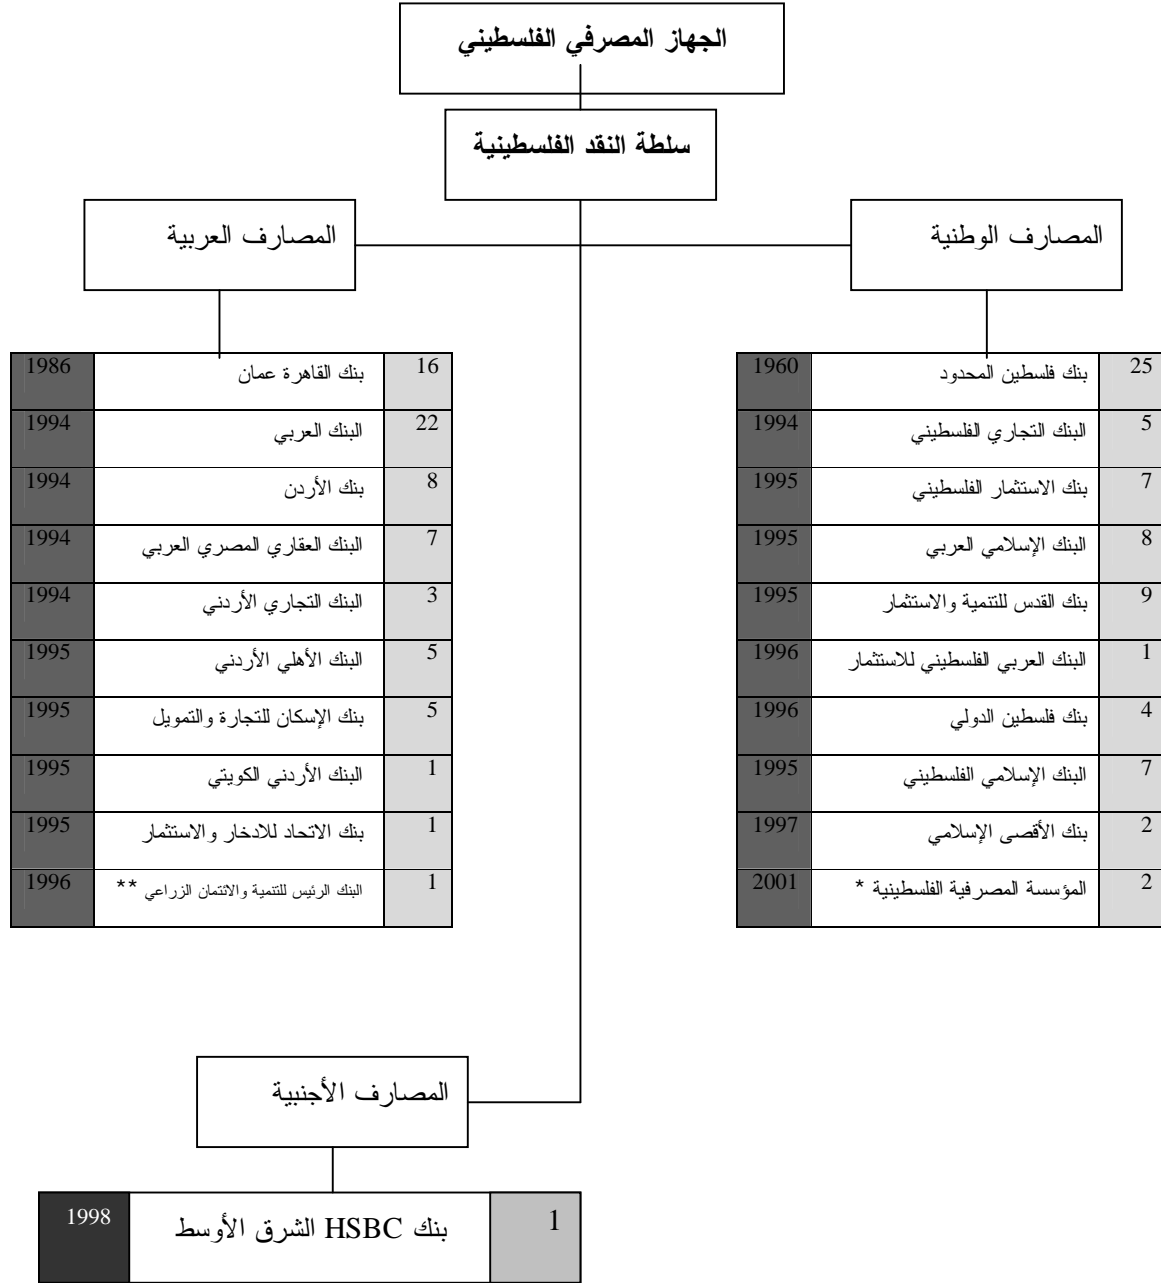 الجهاز المصرفي الفلسطيني
سلطة النقد الفلسطينية
المصارف الوطنية
25 بنك فلسطين المحدود 1960
5 البنك التجاري الفلسطيني 1994
7 بنك الاستثمار الفلسطيني 1995
8 البنك الإسلامي العربي 1995
9 بنك القدس للتنمية والاستثمار 1995
1 البنك العربي الفلسطيني للاستثمار 1996
4 بنك فلسطين الدولي 1996
7 البنك الإسلامي الفلسطيني 1995
2 بنك الأقصى الإسلامي 1997
2 المؤسسة المصرفية الفلسطينية * 2001
المصارف العربية
16 بنك القاهرة عمان 1986
22 البنك العربي 1994
8 بنك الأردن 1994
7 البنك العقاري المصري العربي 1994
3 البنك التجاري الأردني 1994
5 البنك الأهلي الأردني 1995
5 بنك الإسكان للتجارة والتمويل 1995
1 البنك الأردني الكويتي 1995
1 بنك الاتحاد للادخار والاستثمار 1995
1 البنك الرئيس للتنمية والائتمان الزراعي ** 1996
المصارف الأجنبية
1 بنك HSBC الشرق الأوسط 1998